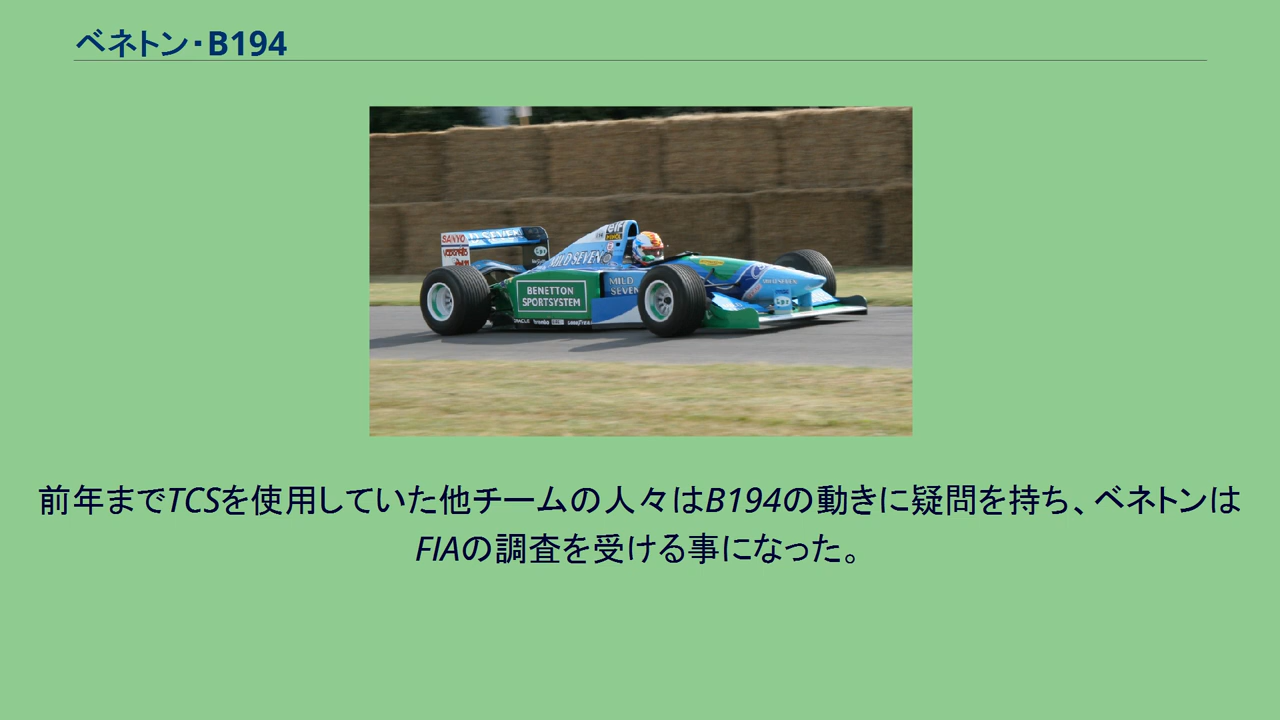 ベネトン・B194
SANYO
MILD SEVEN
elf
MILD SEVEN
MILD
SEVEN
BENETTON
SPORTSYSTEM
前年までTCSを使用していた他チームの人々はB194の動きに疑問を持ち、ベネトンは
FIAの調査を受ける事になった。